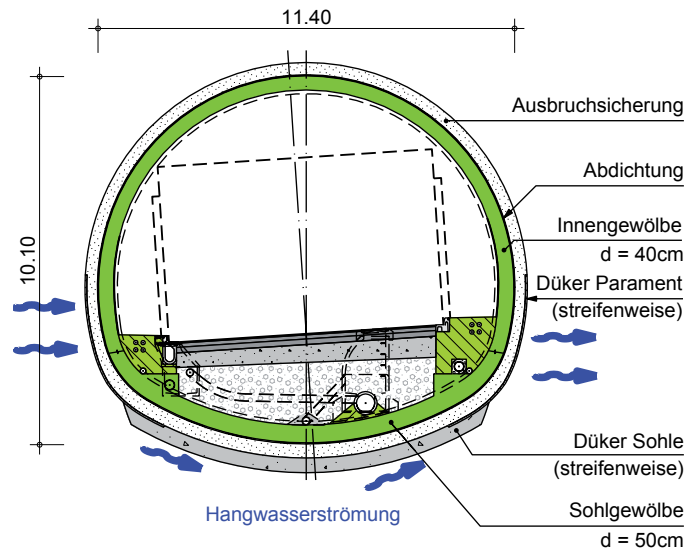 11.40
Ausbruchsicherung
Abdichtung
Innengewölbe
d = 40cm
10.10
Düker Parament
(streifenweise)
Düker Sohle
(streifenweise)
Hangwasserströmung
Sohlgewölbe
d = 50cm